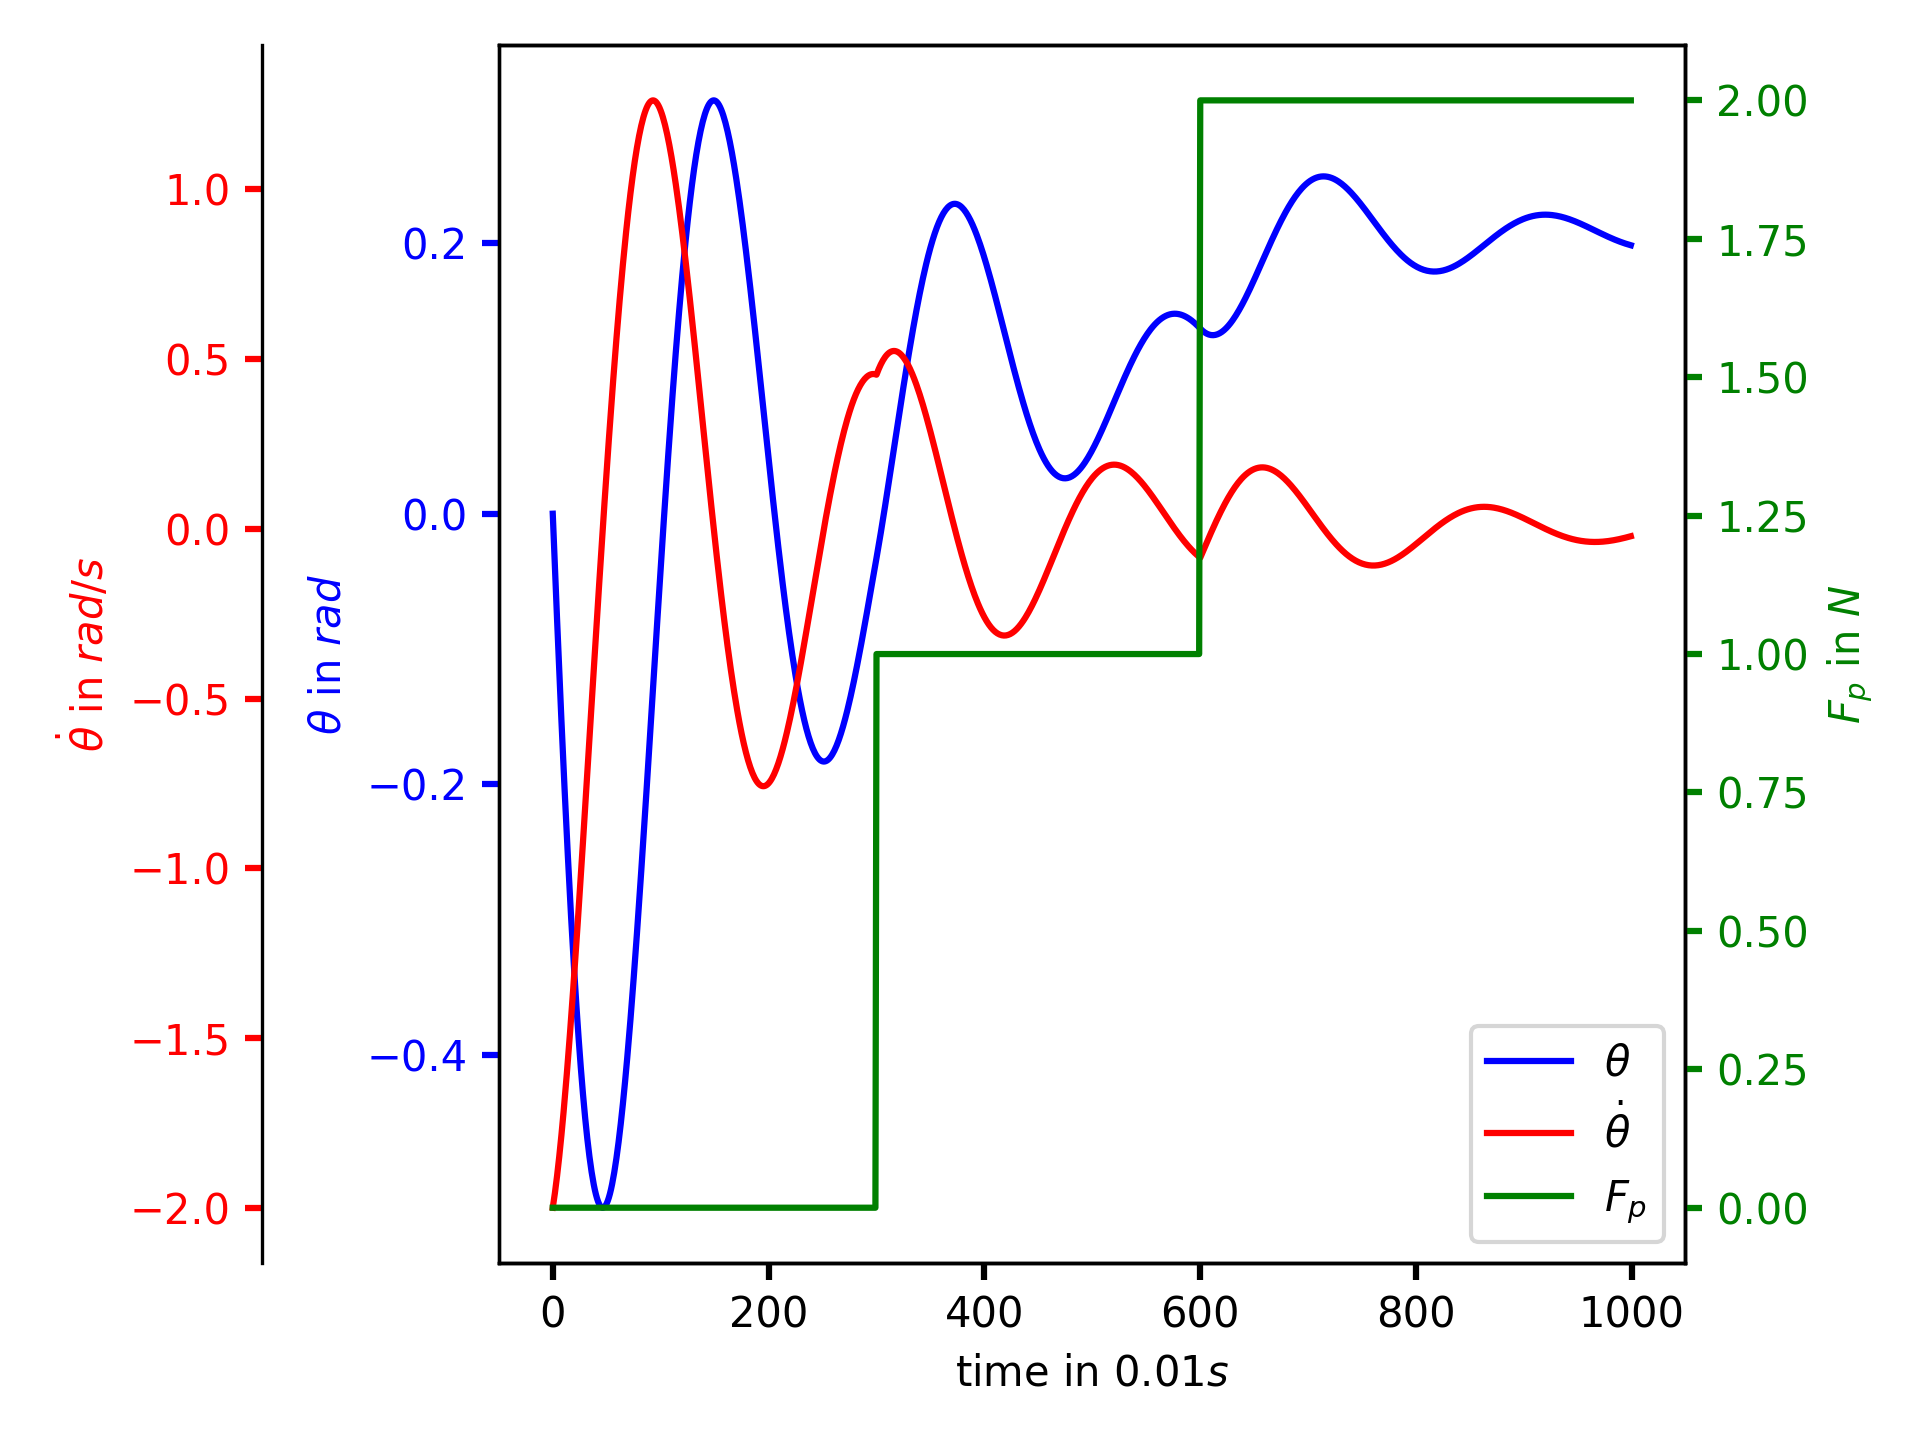 θ̇ in rad/s
1.0
0.5
0.0
−0.5
−1.0
−1.5
−2.0
θ in rad
0.2
0.0
−0.2
−0.4
2.00
1.75
1.50
1.25
1.00
0.75
0.50
0.25
0.00
F_p in N
θ
θ̇
F_p
0 200 400 600 800 1000
time in 0.01s